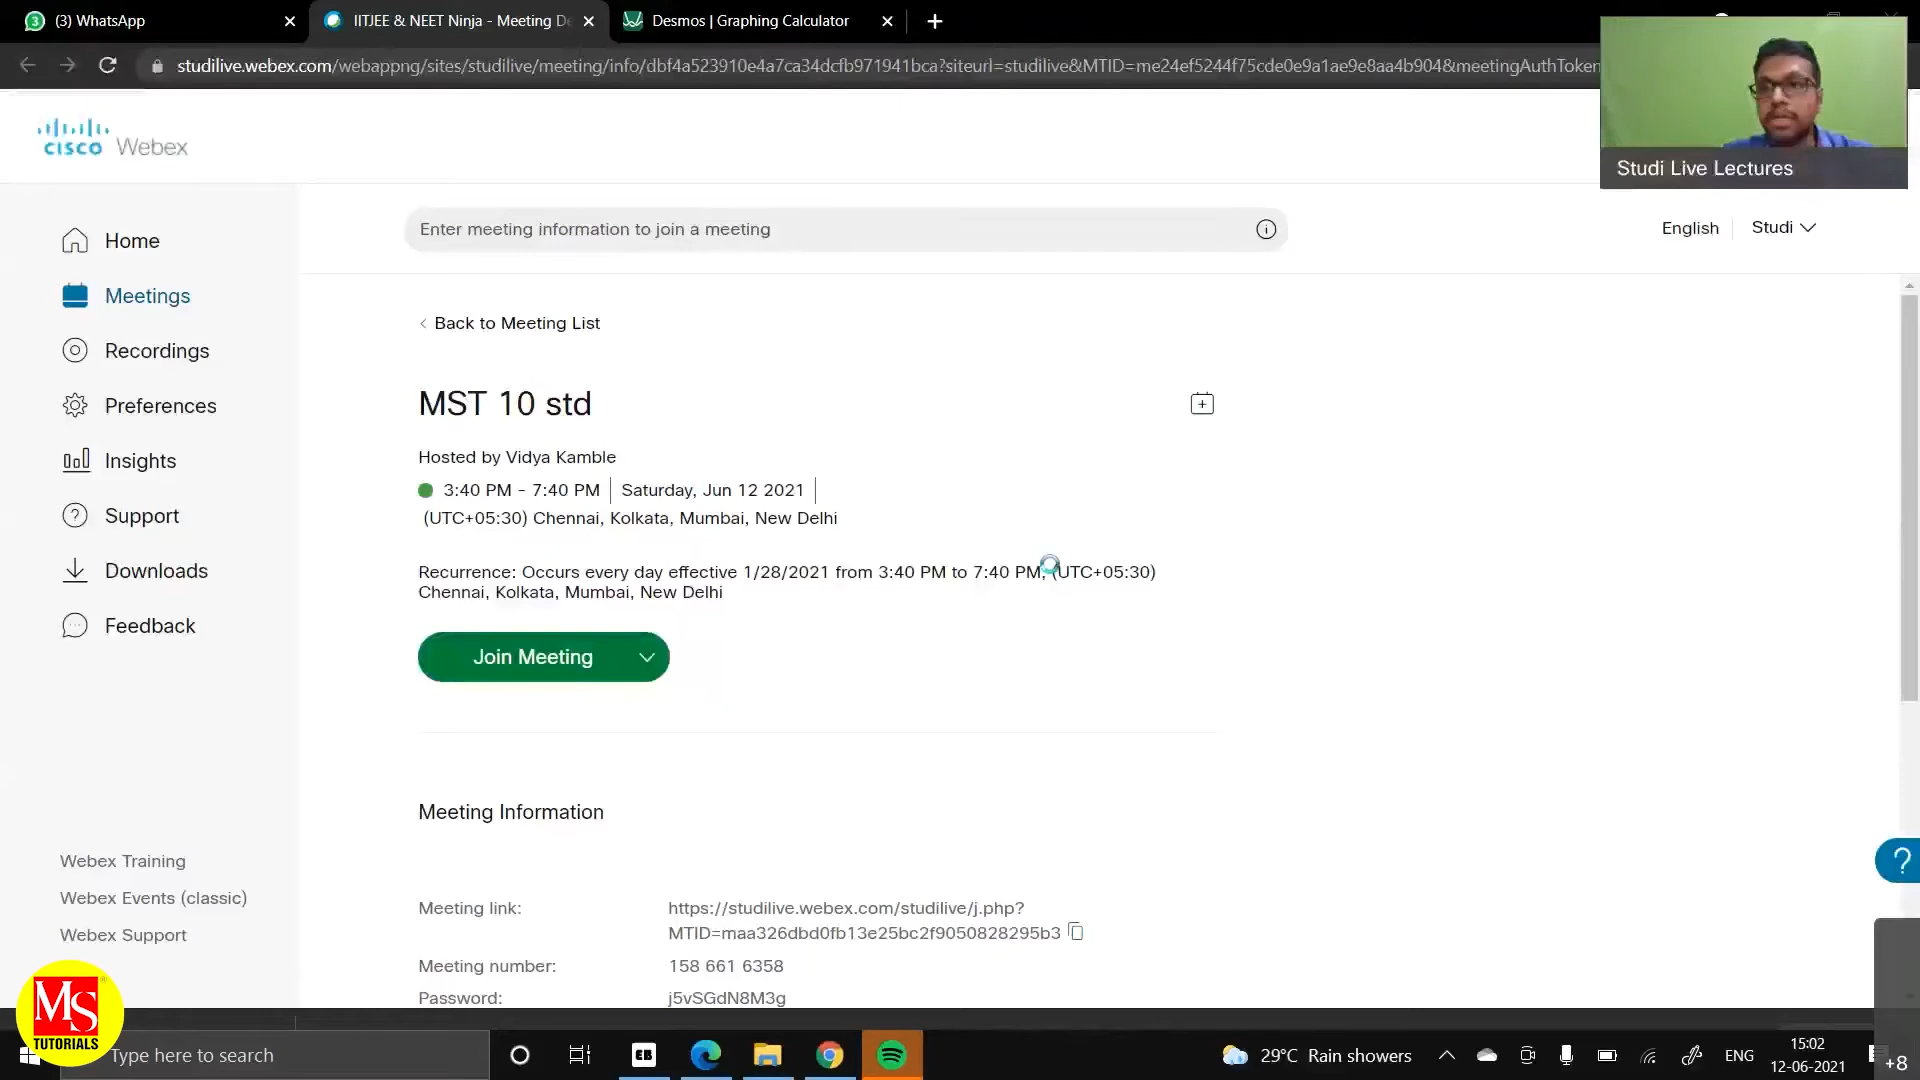 (3) WhatsApp
IITJEE & NEET Ninja - Meeting De
Desmos | Graphing Calculator
studilive.webex.com/webappng/sites/studilive/meeting/info/dbf4a523910e4a7ca34dcfb971941bca?siteurl=studilive&MTID=me24ef5244f75cde0e9a1ae9e8aa4b904&meetingAuthToken
Studi Live Lectures
CISCO Webex
Enter meeting information to join a meeting
English
Studi
Home
Meetings
Recordings
Preferences
Insights
Support
Downloads
Feedback
Webex Training
Webex Events (classic)
Webex Support
Back to Meeting List
MST 10 std
Hosted by Vidya Kamble
3:40 PM - 7:40 PM | Saturday, Jun 12 2021 |
(UTC+05:30) Chennai, Kolkata, Mumbai, New Delhi
Recurrence: Occurs every day effective 1/28/2021 from 3:40 PM to 7:40 PM, (UTC+05:30)
Chennai, Kolkata, Mumbai, New Delhi
Join Meeting
Meeting Information
Meeting link:
https://studilive.webex.com/studilive/j.php?
MTID=maa326dbd0fb13e25bc2f9050828295b3
Meeting number:
158 661 6358
Password:
j5vSGdN8M3g
?
MS
TUTORIALS
Type here to search
29°C Rain showers
ENG
15:02
12-06-2021
+8